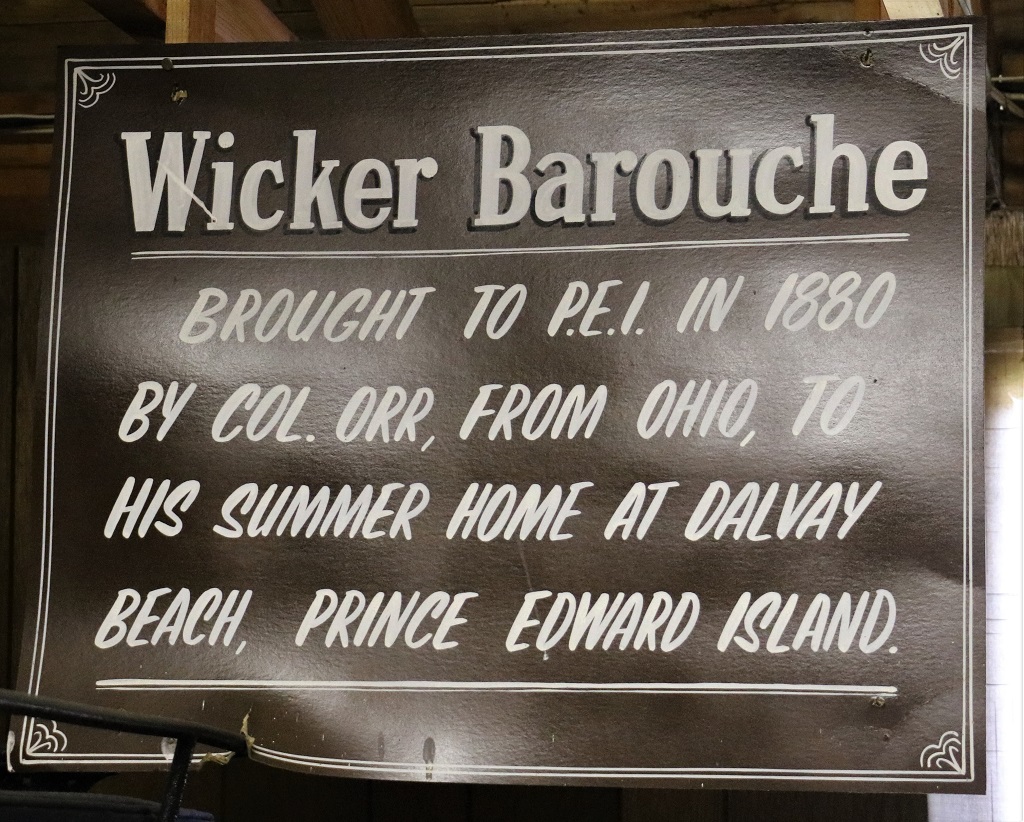 Wicker Barouche
BROUGHT TO P.E.I. IN 1880
BY COL. ORR, FROM OHIO, TO
HIS SUMMER HOME AT DALVAY
BEACH, PRINCE EDWARD ISLAND.